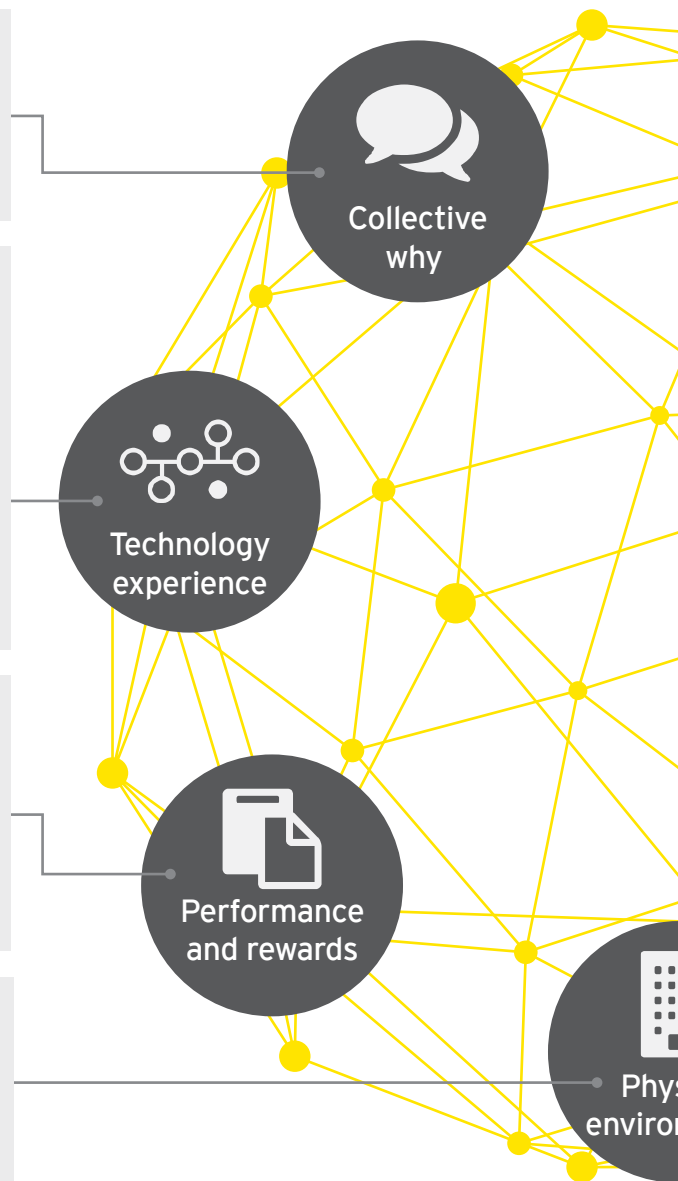 Collective
why
Technology
experience
Performance
and rewards